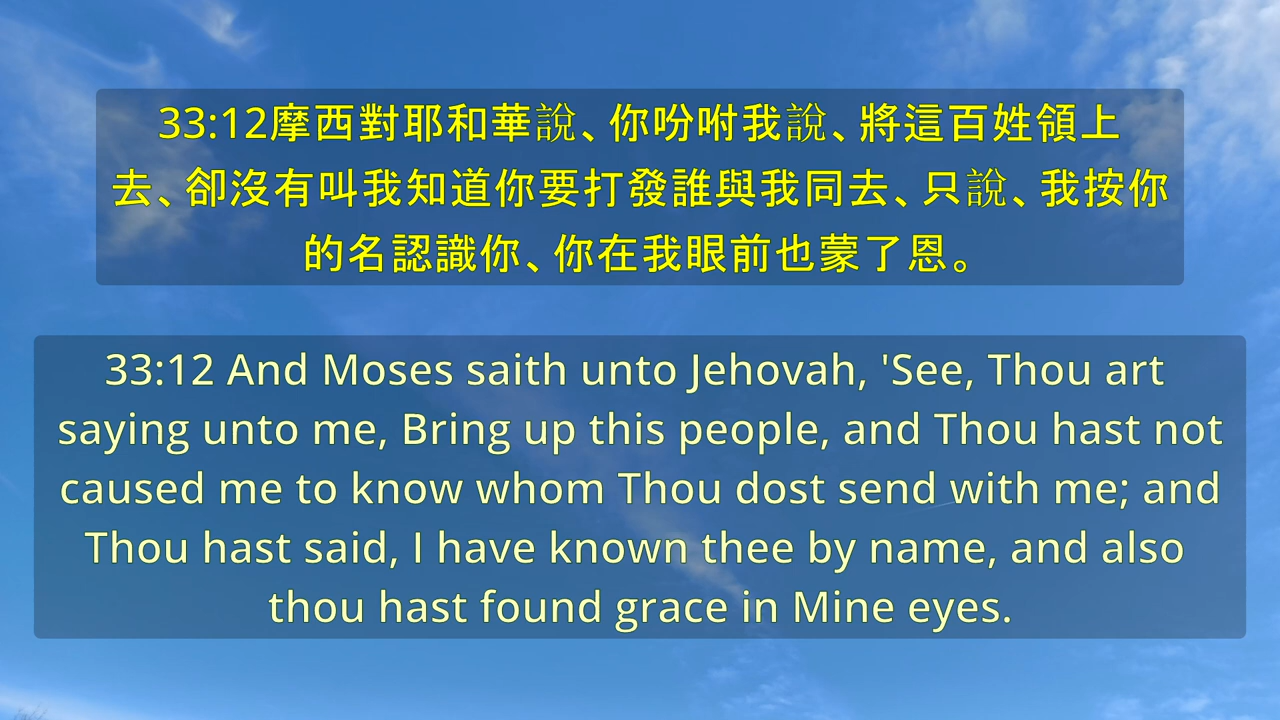 33:12摩西對耶和華說、你吩咐我說、將這百姓領上
去、卻沒有叫我知道你要打發誰與我同去、只說、我按你
的名認識你、你在我眼前也蒙了恩。
33:12 And Moses saith unto Jehovah, 'See, Thou art
saying unto me, Bring up this people, and Thou hast not
caused me to know whom Thou dost send with me; and
Thou hast said, I have known thee by name, and also
thou hast found grace in Mine eyes.